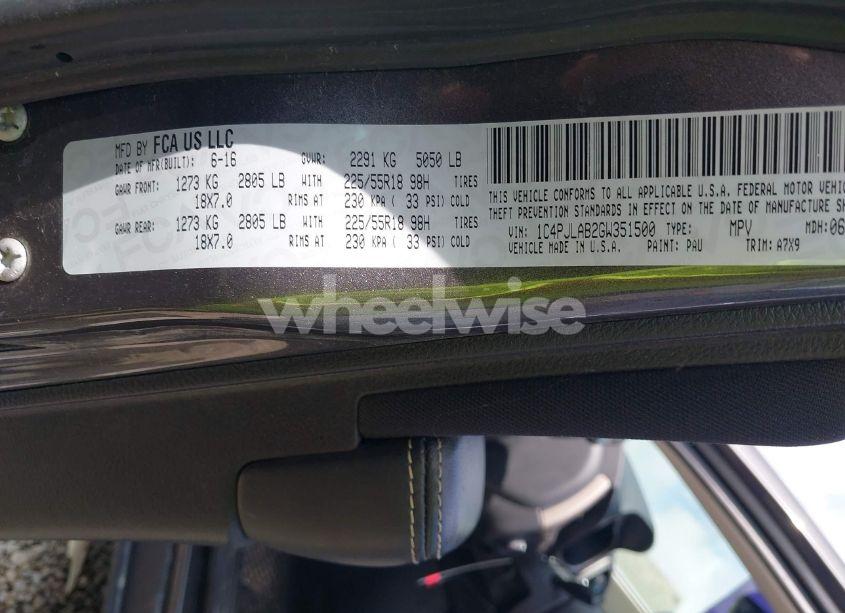 MFD BY FCA US LLC
DATE OF MFR(BUILT): 6-16 GVWR: 2291 KG 5050 LB
GAWR FRONT: 1273 KG 2805 LB WITH 225/55R18 98H TIRES
18X7.0 RIMS AT 230 KPA ( 33 PSI) COLD
GAWR REAR: 1273 KG 2805 LB WITH 225/55R18 98H TIRES
18X7.0 RIMS AT 230 KPA ( 33 PSI) COLD
THIS VEHICLE CONFORMS TO ALL APPLICABLE U.S.A. FEDERAL MOTOR VEHIC
THEFT PREVENTION STANDARDS IN EFFECT ON THE DATE OF MANUFACTURE SH
VIN: 1C4PJLAB2GW351500 TYPE: MPV MDH: 06
VEHICLE MADE IN U.S.A. PAINT: PAU TRIM: A7X9
wheelwise